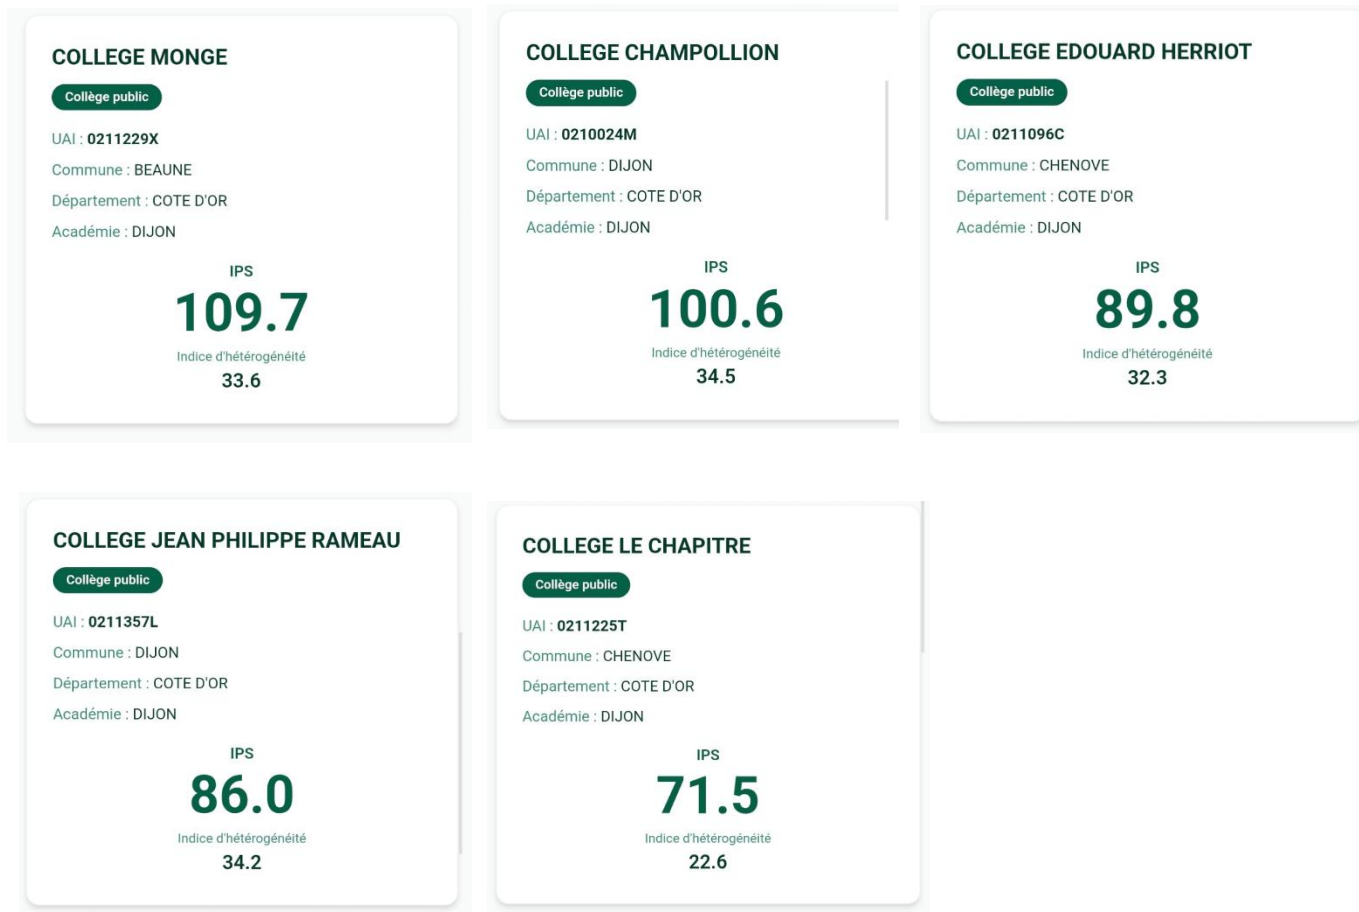 COLLEGE MONGE
Collège public
UAI : 0211229X
Commune : BEAUNE
Département : COTE D'OR
Académie : DIJON
IPS
109.7
Indice d'hétérogénéité
33.6
COLLEGE CHAMPOLLION
Collège public
UAI : 0210024M
Commune : DIJON
Département : COTE D'OR
Académie : DIJON
IPS
100.6
Indice d'hétérogénéité
34.5
COLLEGE EDOUARD HERRIOT
Collège public
UAI : 0211096C
Commune : CHENOVE
Département : COTE D'OR
Académie : DIJON
IPS
89.8
Indice d'hétérogénéité
32.3
COLLEGE JEAN PHILIPPE RAMEAU
Collège public
UAI : 0211357L
Commune : DIJON
Département : COTE D'OR
Académie : DIJON
IPS
86.0
Indice d'hétérogénéité
34.2
COLLEGE LE CHAPITRE
Collège public
UAI : 0211225T
Commune : CHENOVE
Département : COTE D'OR
Académie : DIJON
IPS
71.5
Indice d'hétérogénéité
22.6